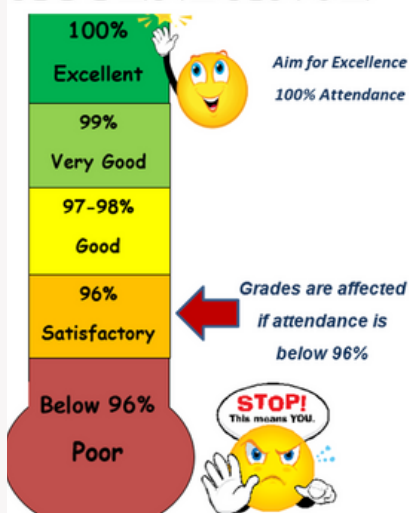 100%
Excellent
Aim for Excellence
100% Attendance
99%
Very Good
97-98%
Good
96%
Satisfactory
Grades are affected
if attendance is
below 96%
Below 96%
Poor
STOP!
This means YOU.